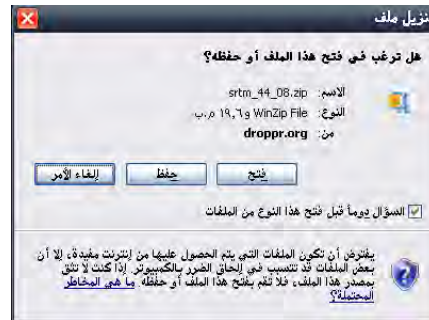 تنزيل ملف
هل ترغب في فتح هذا الملف أو حفظه؟
الاسم: srtm_44_08.zip
النوع: WinZip File و ١٩,٦ م.ب
من: droppr.org
فتح
حفظ
إلغاء الأمر
السؤال دوماً قبل فتح هذا النوع من الملفات
يفترض أن تكون الملفات التي يتم الحصول عليها من إنترنت مفيدة، إلا أن
بعض الملفات قد تتسبب في إلحاق الضرر بالكمبيوتر. إذا كنت لا تثق
بمصدر هذا الملف، فلا تقم بفتح هذا الملف أو حفظه. ما هي المخاطر
المحتملة؟